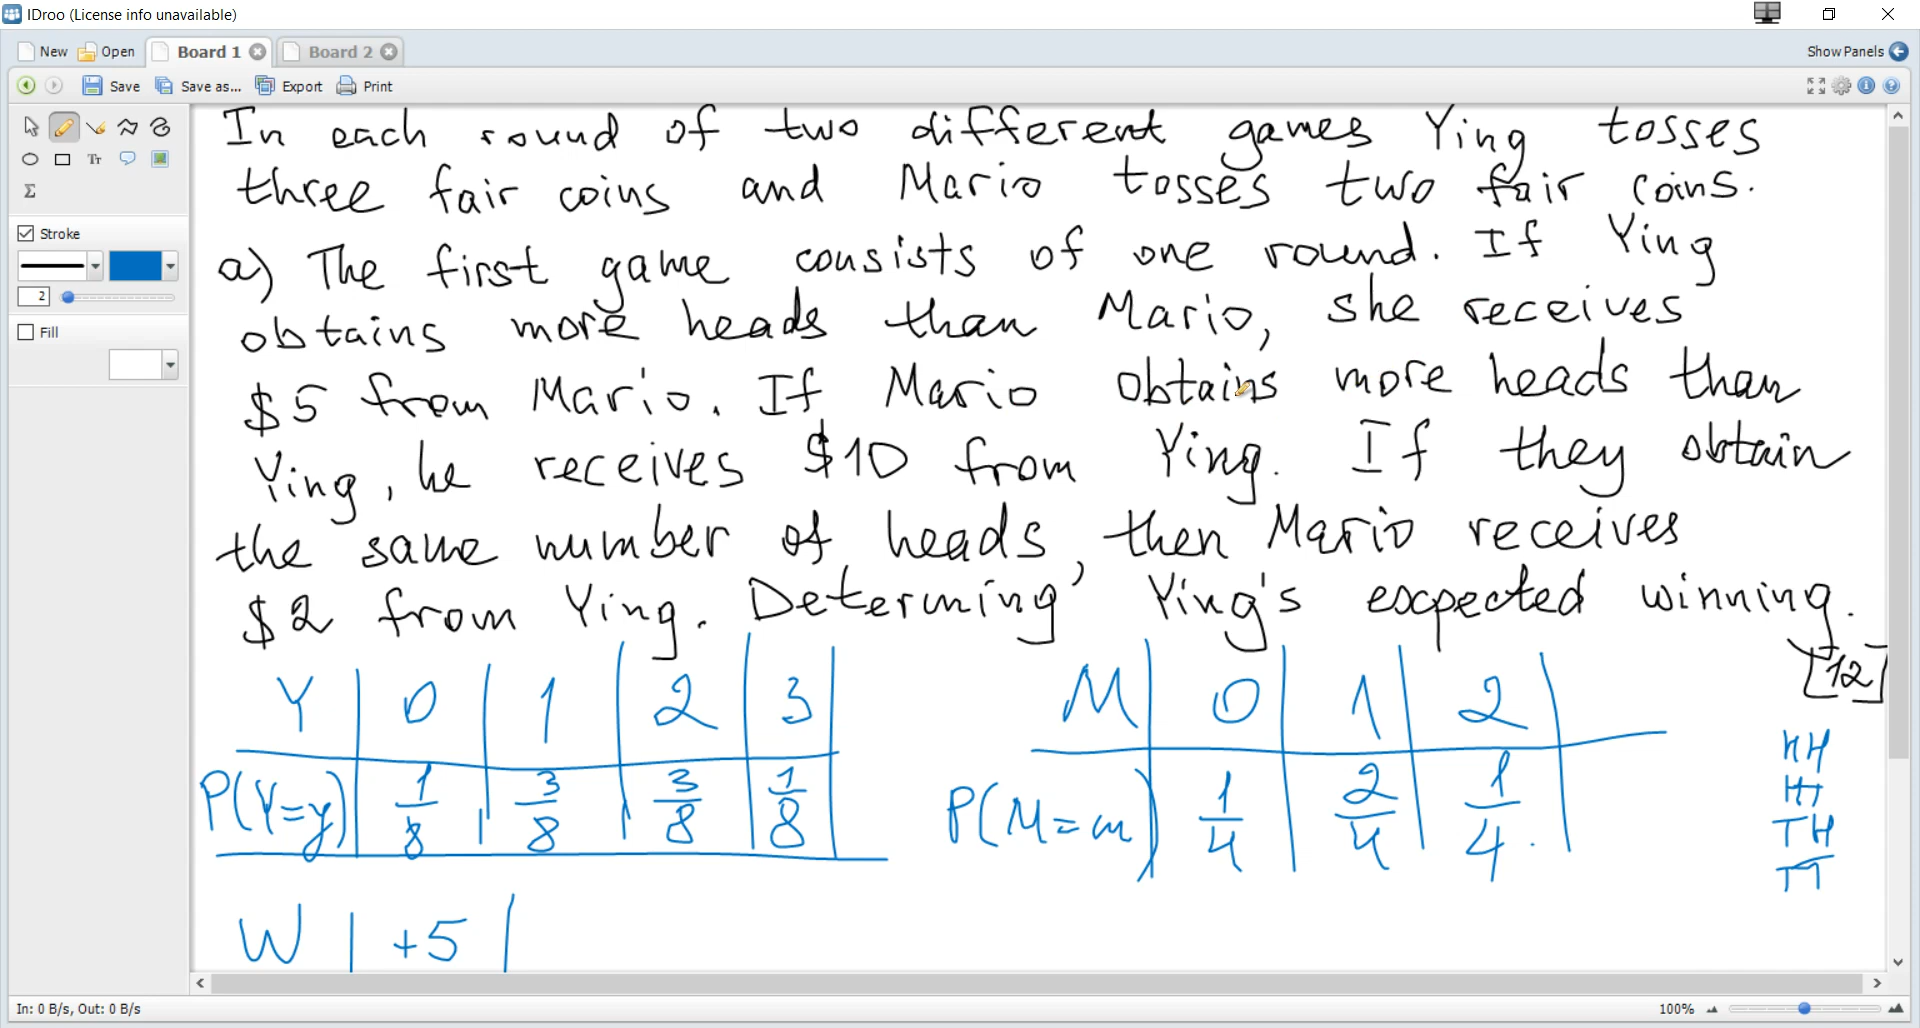 IDroo (License info unavailable)
New Open Board 1 Board 2 Show Panels
Save Save as... Export Print
In each round of two different games Ying tosses
three fair coins and Mario tosses two fair coins.
a) The first game consists of one round. If Ying
obtains more heads than Mario, she receives
$5 from Mario. If Mario obtains more heads than
Ying, he receives $10 from Ying. If they obtain
the same number of heads, then Mario receives
$2 from Ying. Determing Ying's expected winning.
[12]
Tt
Σ
Stroke
2
Fill
Y 0 1 2 3
P(Y=y) 1/8 3/8 3/8 1/8
M 0 1 2
P(M=m) 1/4 2/4 1/4.
HH
HT
TH
TT
W +5
In: 0 B/s, Out: 0 B/s
100%